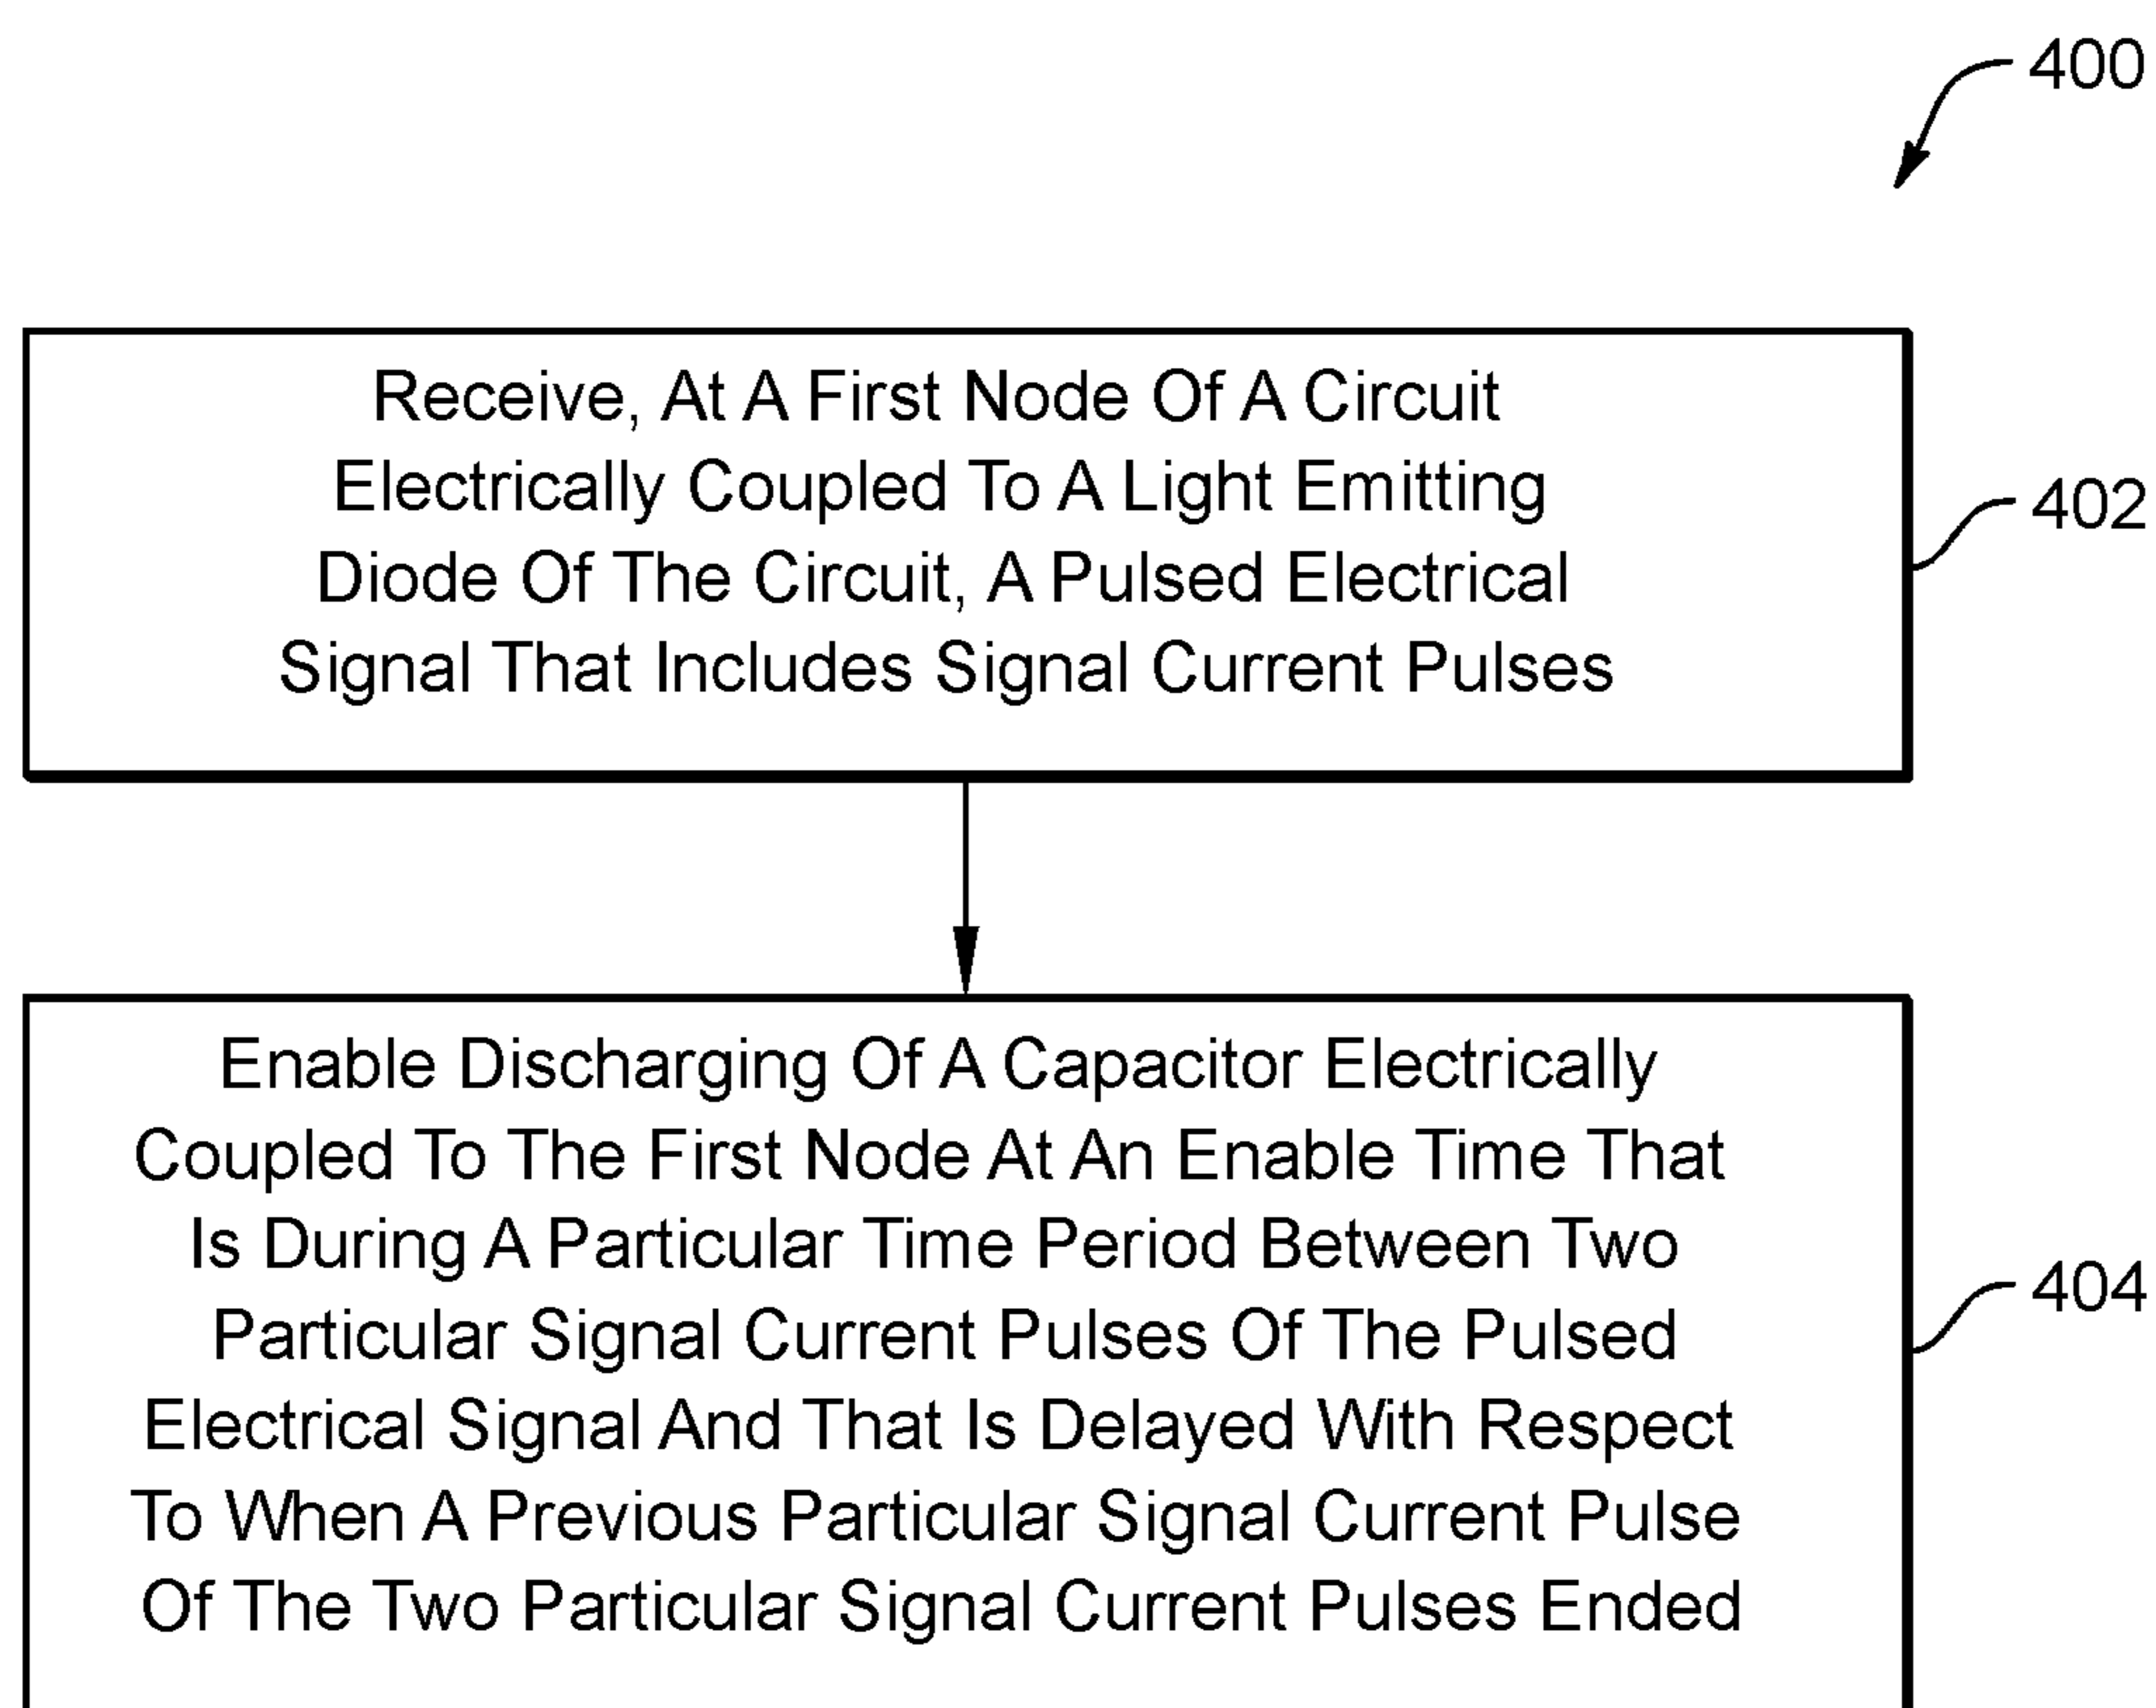 400
Receive, At A First Node Of A Circuit
Electrically Coupled To A Light Emitting
Diode Of The Circuit, A Pulsed Electrical
Signal That Includes Signal Current Pulses
402
Enable Discharging Of A Capacitor Electrically
Coupled To The First Node At An Enable Time That
Is During A Particular Time Period Between Two
Particular Signal Current Pulses Of The Pulsed
Electrical Signal And That Is Delayed With Respect
To When A Previous Particular Signal Current Pulse
Of The Two Particular Signal Current Pulses Ended
404